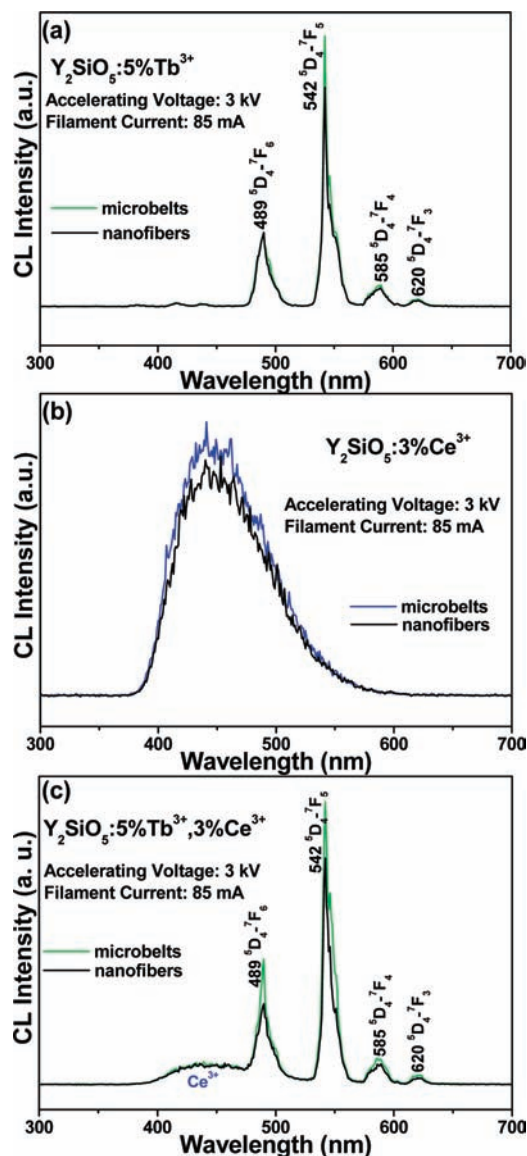 (a)
Y₂SiO₅:5%Tb³⁺
Accelerating Voltage: 3 kV
Filament Current: 85 mA
microbelts
nanofibers
489 ⁵D₄-⁷F₆
542 ⁵D₄-⁷F₅
585 ⁵D₄-⁷F₄
620 ⁵D₄-⁷F₃
CL Intensity (a.u.)
300 400 500 600 700
Wavelength (nm)
(b)
Y₂SiO₅:3%Ce³⁺
Accelerating Voltage: 3 kV
Filament Current: 85 mA
microbelts
nanofibers
CL Intensity (a.u.)
300 400 500 600 700
Wavelength (nm)
(c)
Y₂SiO₅:5%Tb³⁺,3%Ce³⁺
Accelerating Voltage: 3 kV
Filament Current: 85 mA
microbelts
nanofibers
Ce³⁺
489 ⁵D₄-⁷F₆
542 ⁵D₄-⁷F₅
585 ⁵D₄-⁷F₄
620 ⁵D₄-⁷F₃
CL Intensity (a. u.)
300 400 500 600 700
Wavelength (nm)